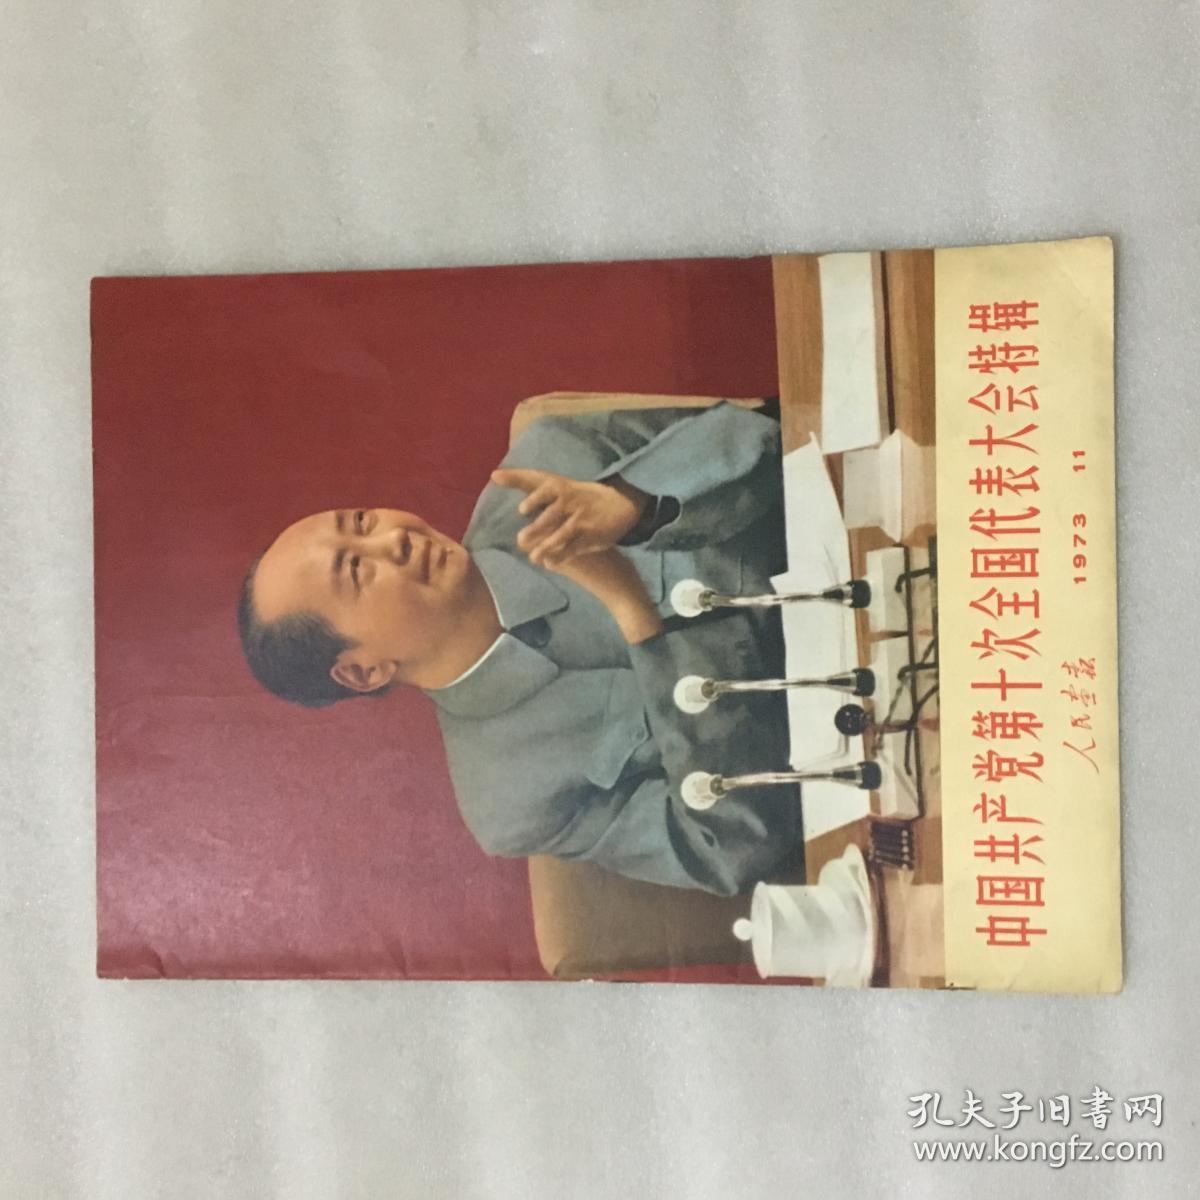 中国共产党第十次全国代表大会特辑
人民画报 1973 11
孔夫子旧书网
www.kongfz.com